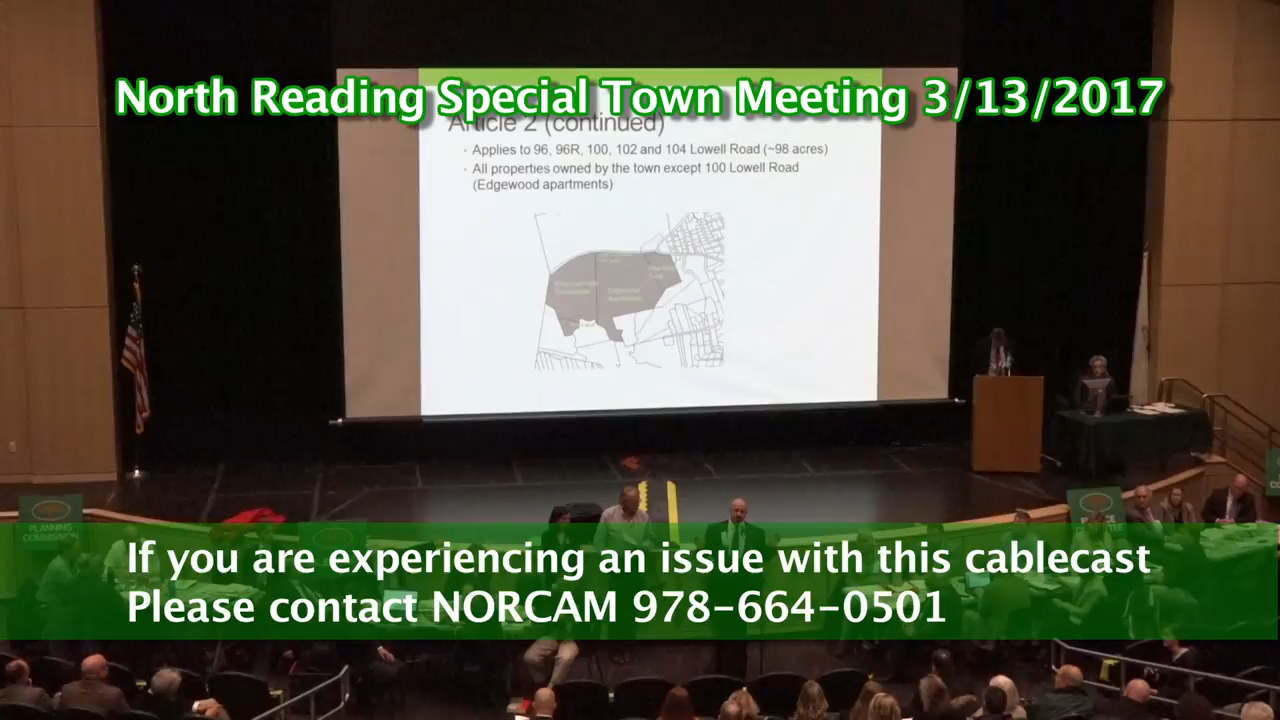 North Reading Special Town Meeting 3/13/2017
Article 2 (continued)
Applies to 96, 96R, 100, 102 and 104 Lowell Road (~98 acres)
All properties owned by the town except 100 Lowell Road
(Edgewood apartments)
PLANNING
COMMISSION
If you are experiencing an issue with this cablecast
Please contact NORCAM 978-664-0501